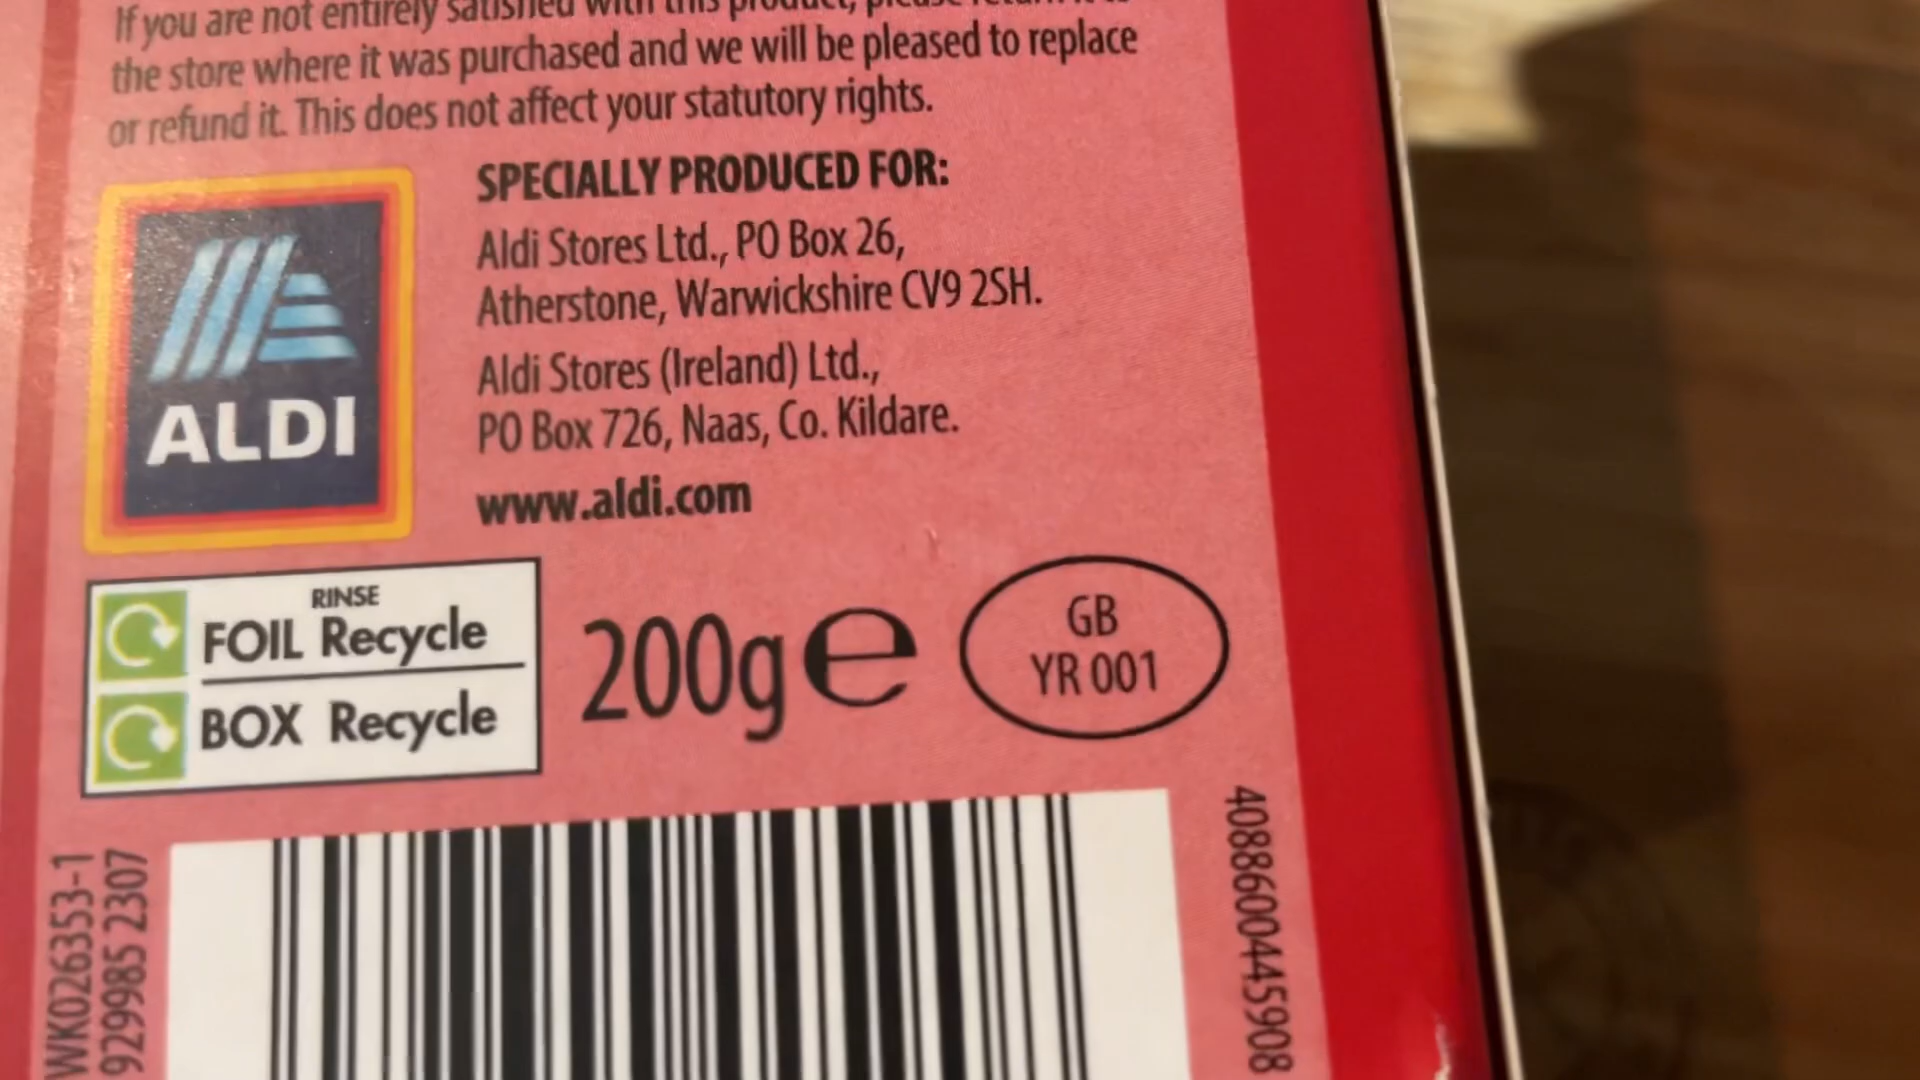 If you are not entirely satisfied with this product, please return it to
the store where it was purchased and we will be pleased to replace
or refund it. This does not affect your statutory rights.
SPECIALLY PRODUCED FOR:
Aldi Stores Ltd., PO Box 26,
Atherstone, Warwickshire CV9 2SH.
Aldi Stores (Ireland) Ltd.,
PO Box 726, Naas, Co. Kildare.
www.aldi.com
ALDI
RINSE
FOIL Recycle
BOX Recycle
200g e
GB
YR 001
WK026353-1
929985 2307
4088600445908